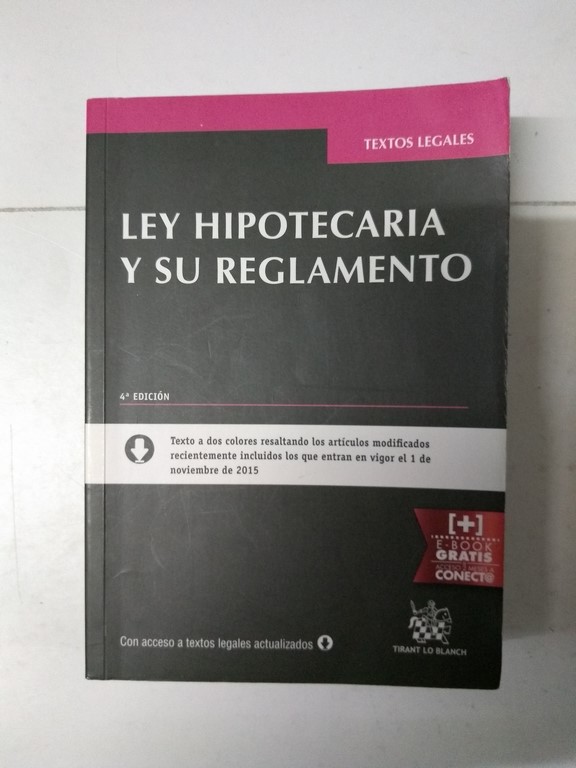 TEXTOS LEGALES
LEY HIPOTECARIA
Y SU REGLAMENTO
4ª EDICIÓN
Texto a dos colores resaltando los artículos modificados
recientemente incluidos los que entran en vigor el 1 de
noviembre de 2015
[+]
E-BOOK
GRATIS
CONECT@
Con acceso a textos legales actualizados
TIRANT LO BLANCH